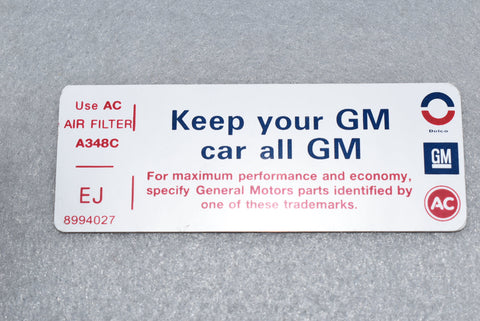 Use AC
AIR FILTER
A348C
EJ
8994027
Keep your GM
car all GM
For maximum performance and economy,
specify General Motors parts identified by
one of these trademarks.
Delco
GM
AC